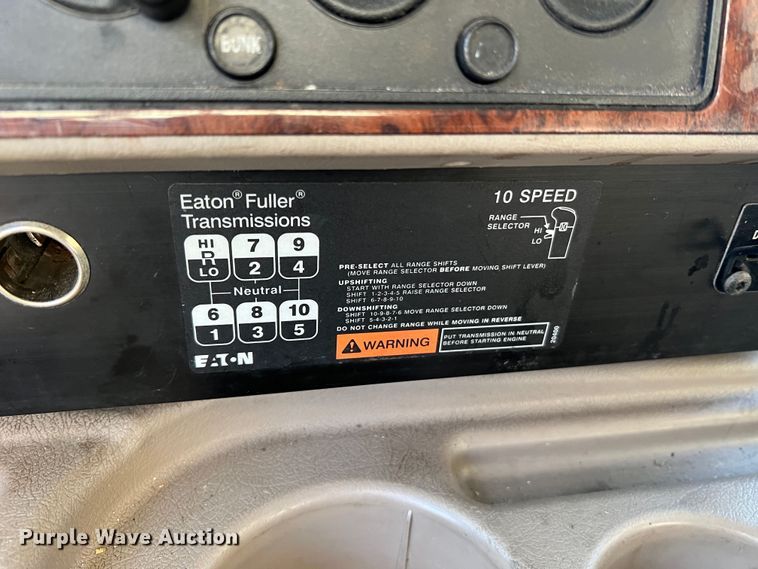 BUNK
Eaton® Fuller®
Transmissions
10 SPEED
RANGE
SELECTOR
HI
LO
HI
R
LO
7
2
9
4
Neutral
6
1
8
3
10
5
EATON
PRE-SELECT ALL RANGE SHIFTS
(MOVE RANGE SELECTOR BEFORE MOVING SHIFT LEVER)
UPSHIFTING
START WITH RANGE SELECTOR DOWN
SHIFT 1-2-3-4-5 RAISE RANGE SELECTOR
SHIFT 6-7-8-9-10
DOWNSHIFTING
SHIFT 10-9-8-7-6 MOVE RANGE SELECTOR DOWN
SHIFT 5-4-3-2-1
DO NOT CHANGE RANGE WHILE MOVING IN REVERSE
WARNING
PUT TRANSMISSION IN NEUTRAL
BEFORE STARTING ENGINE
D
Purple Wave Auction